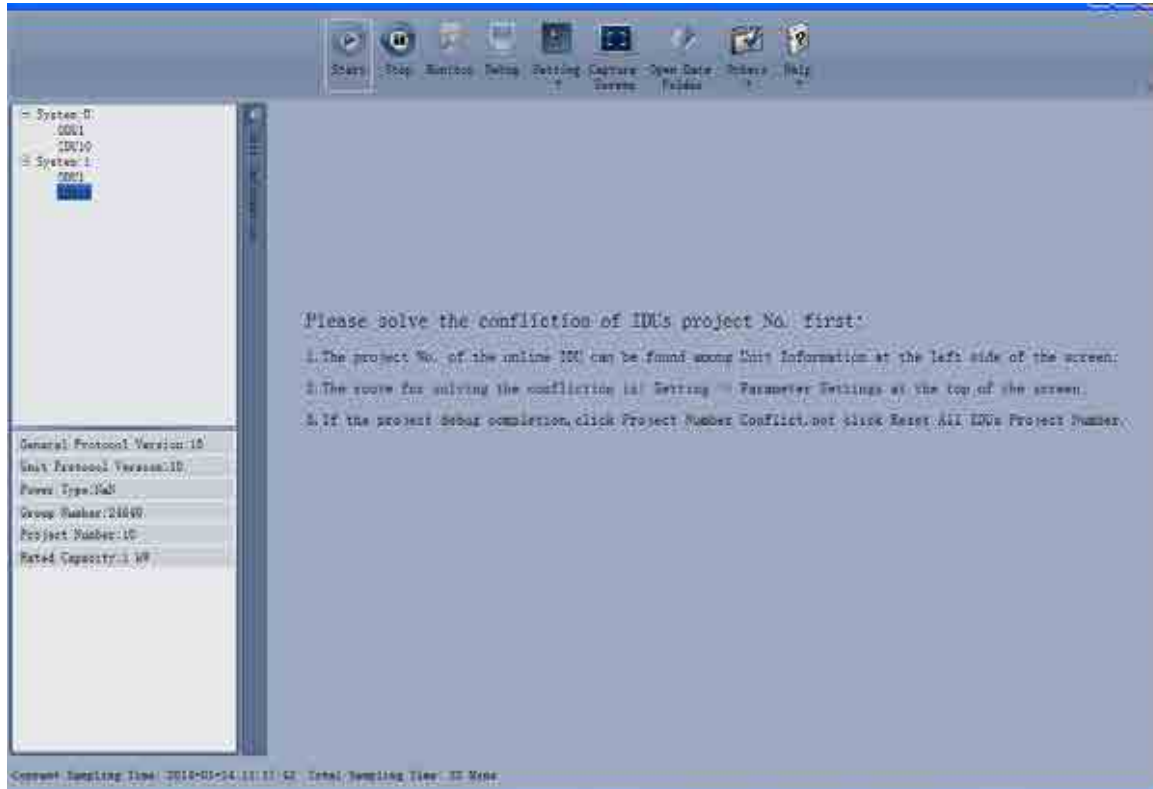 Start Stop Monitor Debug Setting Capture Screen Open Data Folder Others Help
System:0
ODU1
IDU10
System:1
ODU1
Please solve the confliction of IDUs project No. first:
1.The project No. of the online IDU can be found among Unit Information at the left side of the screen.
2.The route for solving the confliction is: Setting -> Parameter Settings at the top of the screen.
3.If the project debug completion,click Project Number Conflict,not click Reset All IDUs Project Number.
General Protocol Version:10
Unit Protocol Version:10
Power Type:NaN
Group Number:
Project Number:10
Rated Capacity:1 kW
Current Sampling Time: Total Sampling Time: